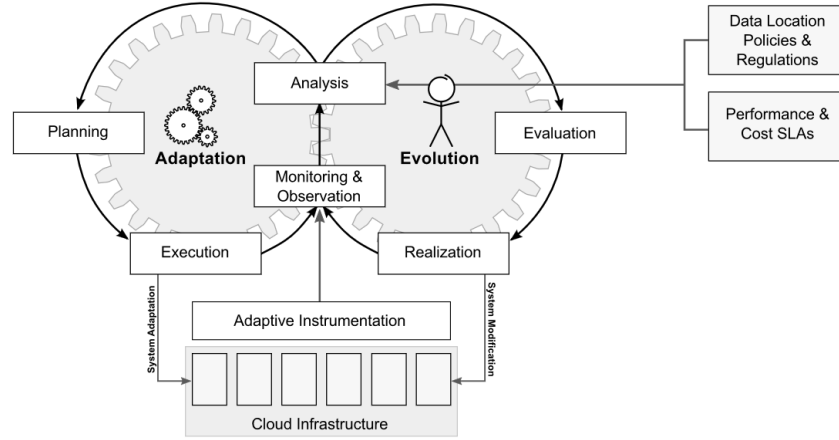 Data Location
Policies &
Regulations
Analysis
Performance &
Cost SLAs
Planning
Evaluation
Adaptation
Evolution
Monitoring &
Observation
Execution
Realization
System Adaptation
System Modification
Adaptive Instrumentation
Cloud Infrastructure